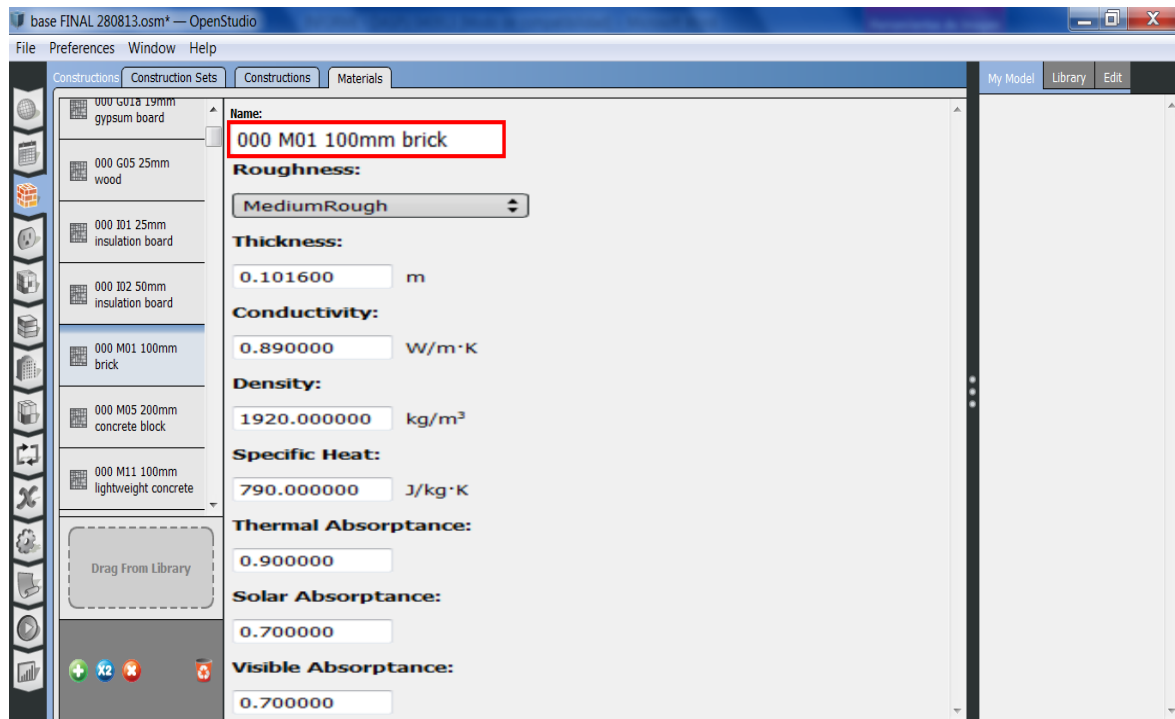 base FINAL 280813.osm* — OpenStudio
File Preferences Window Help
Constructions Construction Sets Constructions Materials
My Model Library Edit
000 G01a 19mm
gypsum board
000 G05 25mm
wood
000 I01 25mm
insulation board
000 I02 50mm
insulation board
000 M01 100mm
brick
000 M05 200mm
concrete block
000 M11 100mm
lightweight concrete
Drag From Library
X2
Name:
000 M01 100mm brick
Roughness:
MediumRough
Thickness:
0.101600 m
Conductivity:
0.890000 W/m·K
Density:
1920.000000 kg/m³
Specific Heat:
790.000000 J/kg·K
Thermal Absorptance:
0.900000
Solar Absorptance:
0.700000
Visible Absorptance:
0.700000